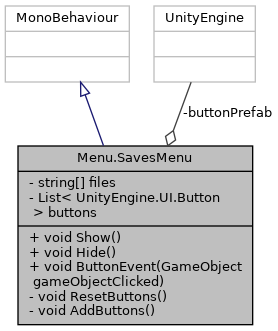 MonoBehaviour
UnityEngine
-buttonPrefab
Menu.SavesMenu
- string[] files
- List< UnityEngine.UI.Button
> buttons
+ void Show()
+ void Hide()
+ void ButtonEvent(GameObject
gameObjectClicked)
- void ResetButtons()
- void AddButtons()